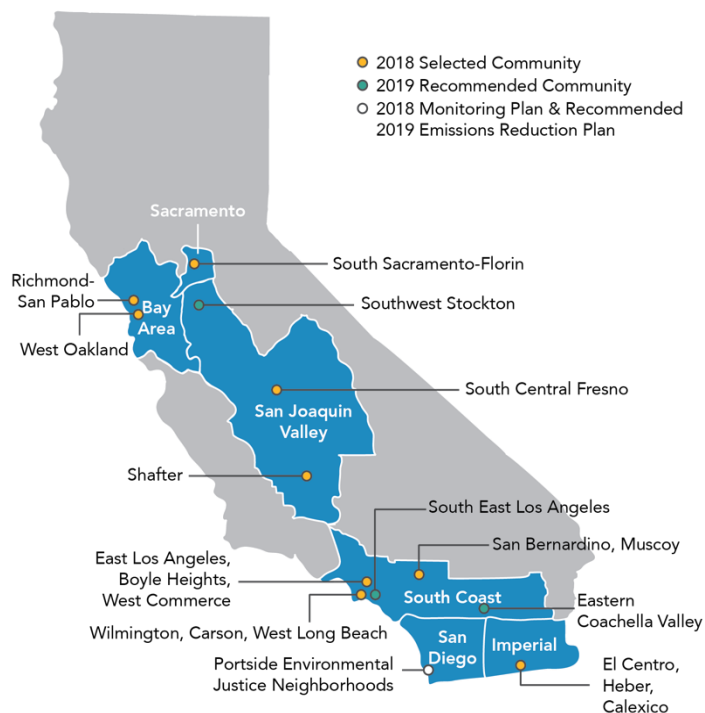 2018 Selected Community
2019 Recommended Community
2018 Monitoring Plan & Recommended
2019 Emissions Reduction Plan
Sacramento
South Sacramento-Florin
Richmond-
San Pablo
Bay
Area
Southwest Stockton
West Oakland
South Central Fresno
San Joaquin
Valley
Shafter
South East Los Angeles
San Bernardino, Muscoy
East Los Angeles,
Boyle Heights,
West Commerce
South Coast
Eastern
Coachella Valley
Wilmington, Carson, West Long Beach
San
Diego
Imperial
Portside Environmental
Justice Neighborhoods
El Centro,
Heber,
Calexico